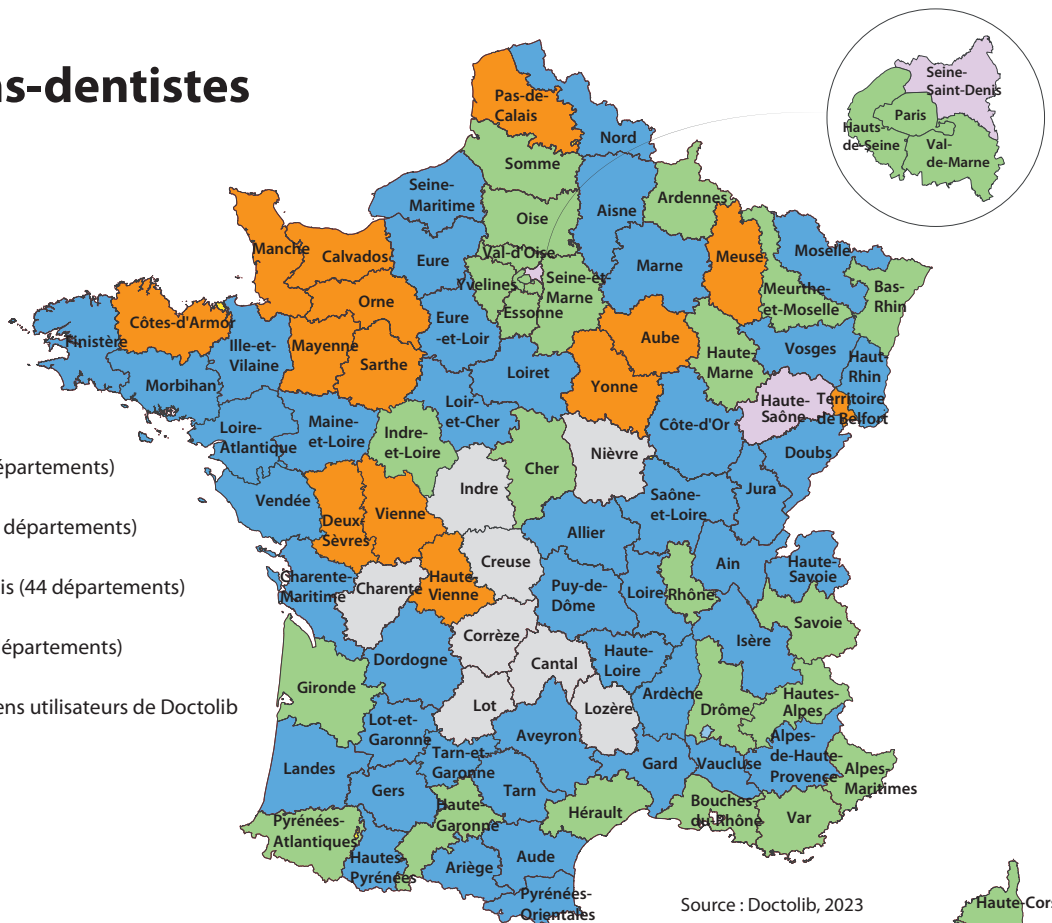 ns-dentistes
Seine-
Saint-Denis
Paris
Hauts-
de-Seine
Val-
de-Marne
Pas-de-
Calais
Nord
Somme
Seine-
Maritime
Oise
Aisne
Ardennes
Manche
Calvados
Eure
Val-d'Oise
Yvelines
Seine-et-
Marne
Essonne
Marne
Meuse
Moselle
Meurthe-
et-Moselle
Bas-
Rhin
Orne
Côtes-d'Armor
Finistère
Ille-et-
Vilaine
Mayenne
Sarthe
Eure
-et-Loir
Aube
Haute-
Marne
Vosges
Haut-
Rhin
Morbihan
Loiret
Yonne
Loir-
et-Cher
Haute-
Saône
Territoire
de Belfort
Loire-
Atlantique
Maine-
et-Loire
Indre-
et-Loire
Cher
Nièvre
Côte-d'Or
Doubs
épartements)
Vendée
Deux-
Sèvres
Vienne
Indre
Saône-
et-Loire
Jura
départements)
Allier
Creuse
Ain
Haute-
Savoie
is (44 départements)
Charente-
Maritime
Charente
Haute-
Vienne
Puy-de-
Dôme
Loire
Rhône
Savoie
épartements)
Corrèze
Isère
Dordogne
Cantal
Haute-
Loire
Gironde
Lot
Lozère
Ardèche
Drôme
Hautes-
Alpes
ens utilisateurs de Doctolib
Lot-et-
Garonne
Aveyron
Alpes-
de-Haute-
Provence
Alpes-
Maritimes
Landes
Tarn-et-
Garonne
Gard
Vaucluse
Gers
Tarn
Haute-
Garonne
Hérault
Bouches-
du-Rhône
Var
Pyrénées-
Atlantiques
Hautes-
Pyrénées
Ariège
Aude
Pyrénées-
Orientales
Source : Doctolib, 2023
Haute-Cors